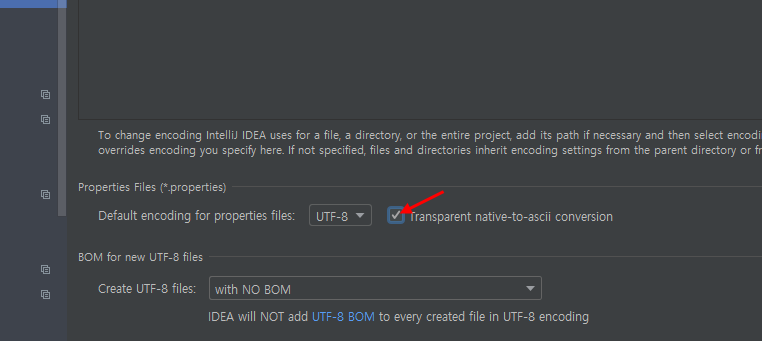 To change encoding IntelliJ IDEA uses for a file, a directory, or the entire project, add its path if necessary and then select
overrides encoding you specify here. If not specified, files and directories inherit encoding settings from the parent directory or
Properties Files (*.properties)
Default encoding for properties files: UTF-8 Transparent native-to-ascii conversion
BOM for new UTF-8 files
Create UTF-8 files: with NO BOM
IDEA will NOT add UTF-8 BOM to every created file in UTF-8 encoding